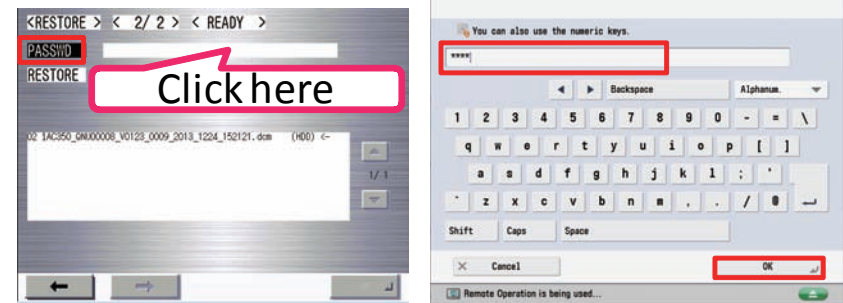 <RESTORE > < 2/ 2 > < READY >
PASSWD
RESTORE
Click here
02 iAC350_QNU00008_V0123_0009_2013_1224_152121.dcm (HDD) <-
1/ 1
You can also use the numeric keys.
****
Backspace
Alphanum.
1 2 3 4 5 6 7 8 9 0 - = \
q w e r t y u i o p [ ]
a s d f g h j k l ; '
` z x c v b n m , . / @
Shift Caps Space
Cancel
OK
Remote Operation is being used...